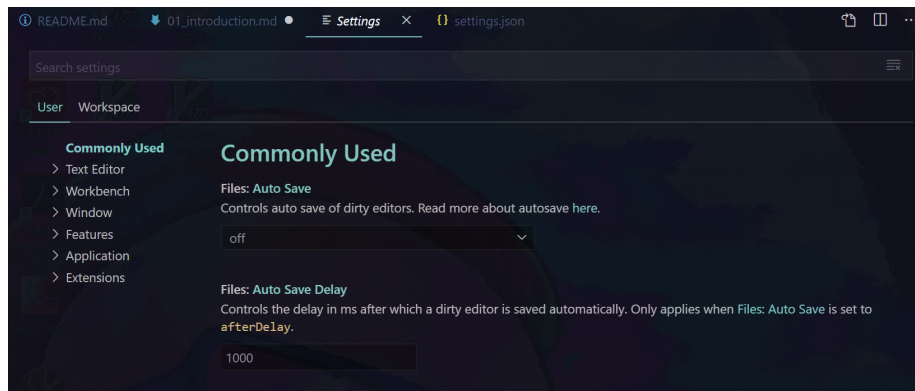 README.md 01_introduction.md Settings settings.json
Search settings
User Workspace
Commonly Used
Text Editor
Workbench
Window
Features
Application
Extensions
Commonly Used
Files: Auto Save
Controls auto save of dirty editors. Read more about autosave here.
off
Files: Auto Save Delay
Controls the delay in ms after which a dirty editor is saved automatically. Only applies when Files: Auto Save is set to
afterDelay.
1000